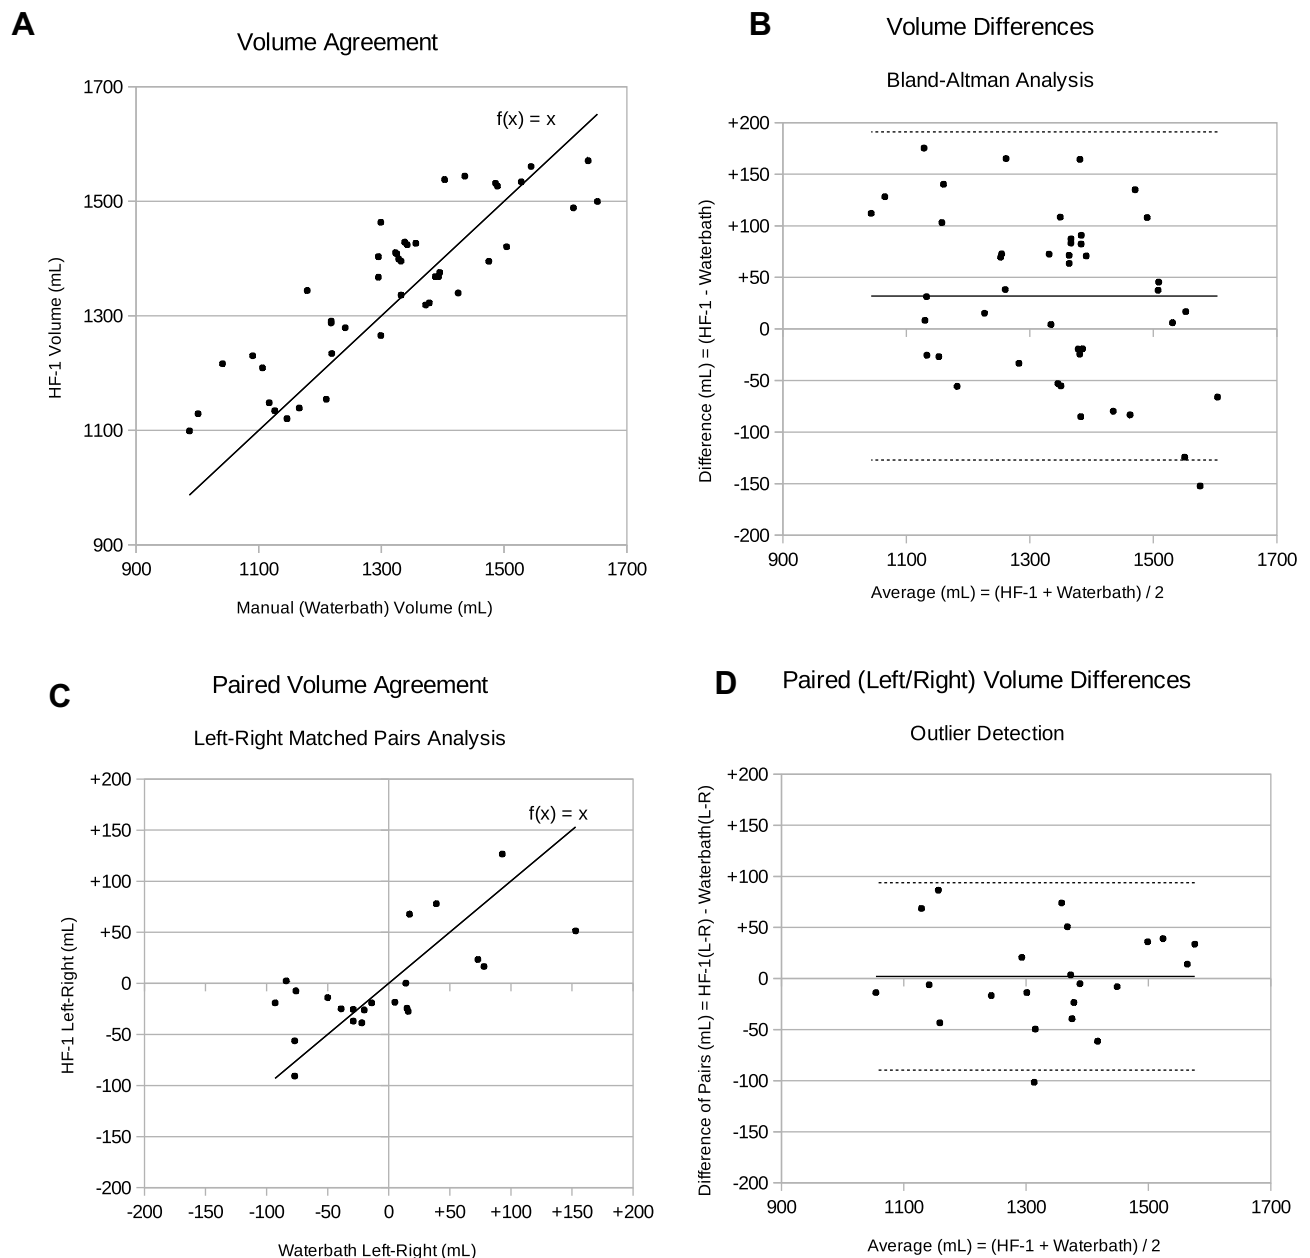 A
Volume Agreement
1700
1500
1300
1100
900
f(x) = x
HF-1 Volume (mL)
900 1100 1300 1500 1700
Manual (Waterbath) Volume (mL)
B
Volume Differences
Bland-Altman Analysis
+200
+150
+100
+50
0
-50
-100
-150
-200
Difference (mL) = (HF-1 - Waterbath)
900 1100 1300 1500 1700
Average (mL) = (HF-1 + Waterbath) / 2
C
Paired Volume Agreement
Left-Right Matched Pairs Analysis
+200
+150
+100
+50
0
-50
-100
-150
-200
f(x) = x
HF-1 Left-Right (mL)
-200 -150 -100 -50 0 +50 +100 +150 +200
Waterbath Left-Right (mL)
D
Paired (Left/Right) Volume Differences
Outlier Detection
+200
+150
+100
+50
0
-50
-100
-150
-200
Difference of Pairs (mL) = HF-1(L-R) - Waterbath(L-R)
900 1100 1300 1500 1700
Average (mL) = (HF-1 + Waterbath) / 2